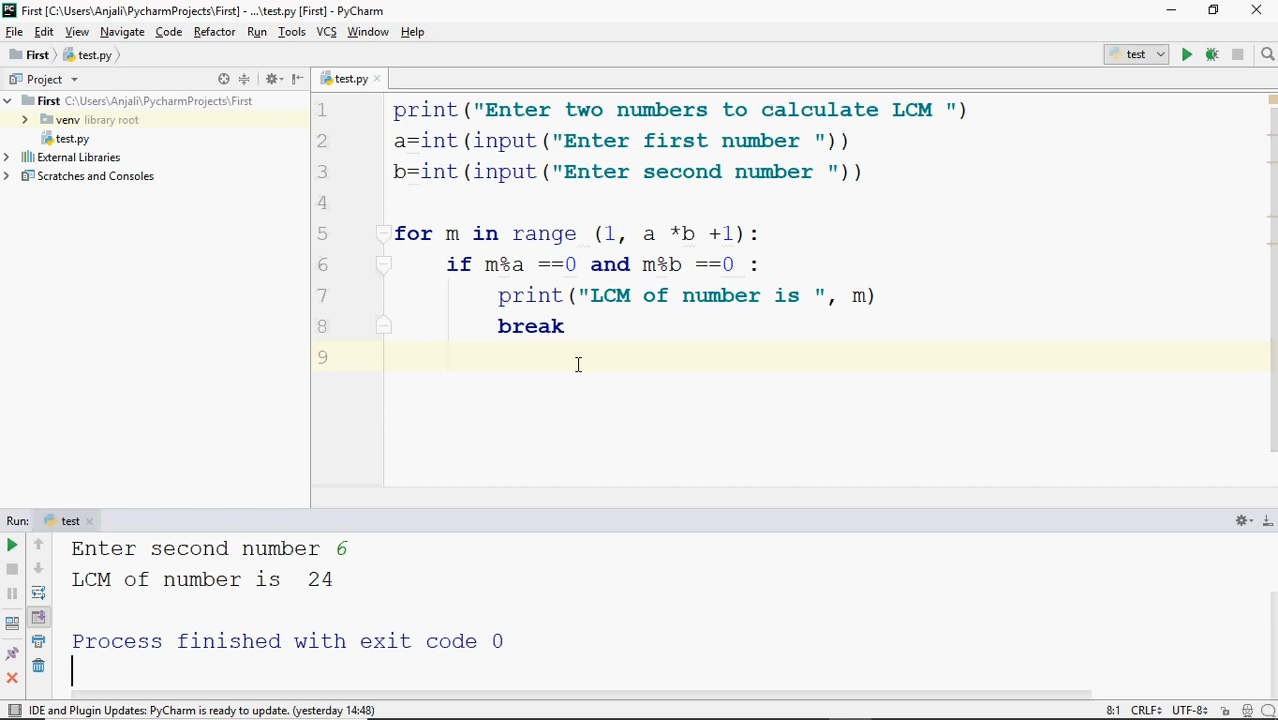 First [C:\Users\Anjali\PycharmProjects\First] - ...\test.py [First] - PyCharm
File Edit View Navigate Code Refactor Run Tools VCS Window Help
First test.py test
Project test.py
First C:\Users\Anjali\PycharmProjects\First
venv library root
test.py
External Libraries
Scratches and Consoles
1 print("Enter two numbers to calculate LCM ")
2 a=int(input("Enter first number "))
3 b=int(input("Enter second number "))
4
5 for m in range (1, a *b +1):
6 if m%a ==0 and m%b ==0 :
7 print("LCM of number is ", m)
8 break
9
Run: test
Enter second number 6
LCM of number is  24
Process finished with exit code 0
IDE and Plugin Updates: PyCharm is ready to update. (yesterday 14:48) 8:1 CRLF UTF-8